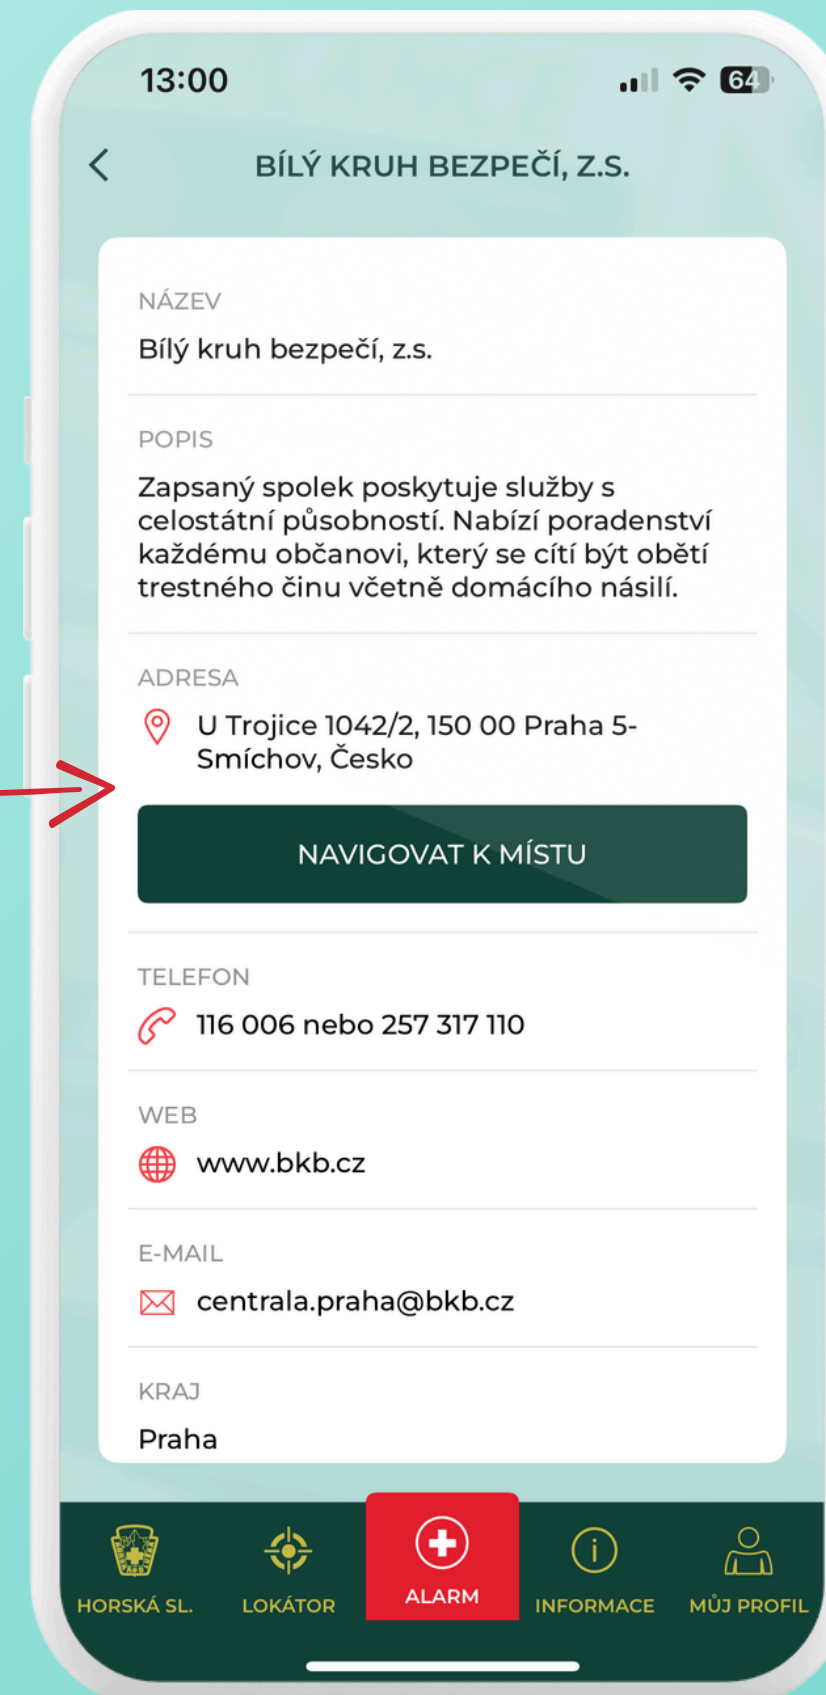 13:00
64
BÍLÝ KRUH BEZPEČÍ, Z.S.
NÁZEV
Bílý kruh bezpečí, z.s.
POPIS
Zapsaný spolek poskytuje služby s
celostátní působností. Nabízí poradenství
každému občanovi, který se cítí být obětí
trestného činu včetně domácího násilí.
ADRESA
U Trojice 1042/2, 150 00 Praha 5-
Smíchov, Česko
NAVIGOVAT K MÍSTU
TELEFON
116 006 nebo 257 317 110
WEB
www.bkb.cz
E-MAIL
centrala.praha@bkb.cz
KRAJ
Praha
HORSKÁ SL.
LOKÁTOR
ALARM
INFORMACE
MŮJ PROFIL